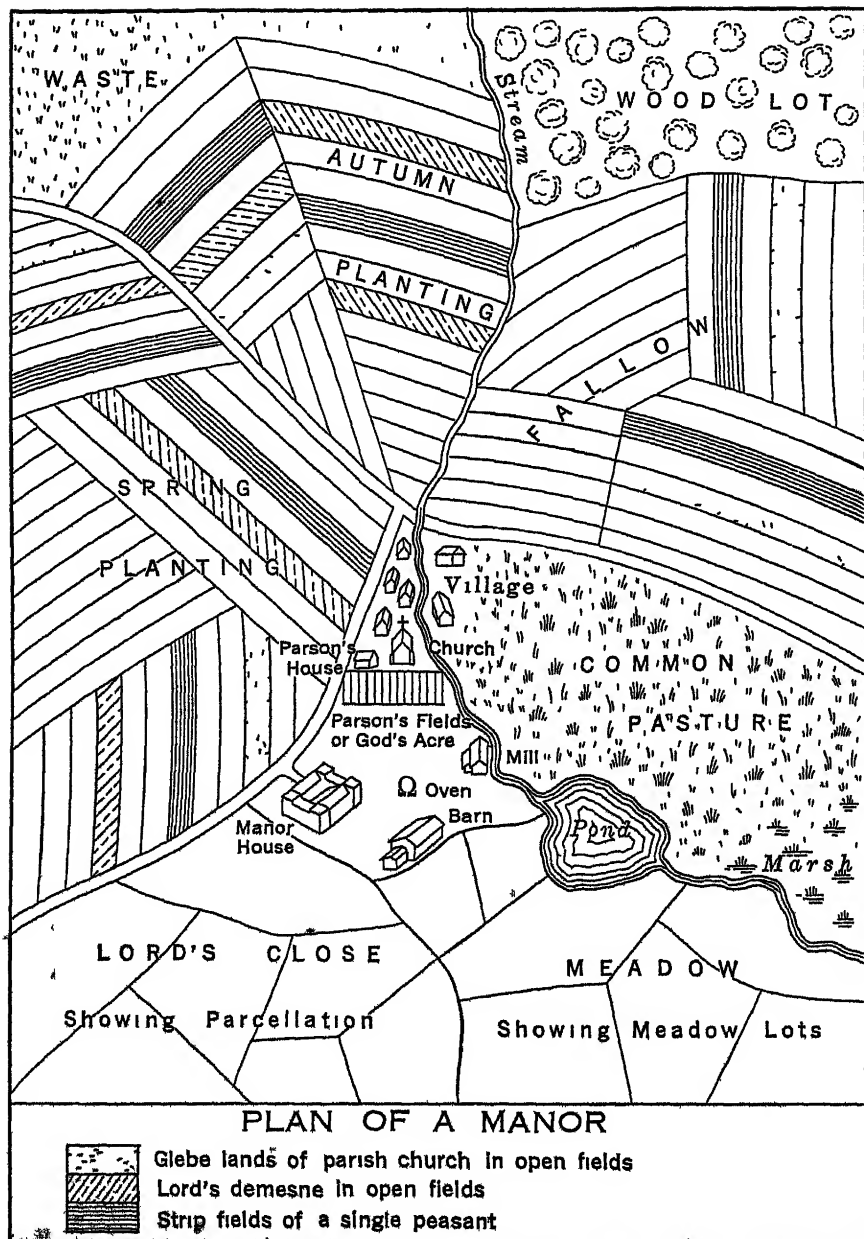 WASTE
Stream
WOOD LOT
AUTUMN
PLANTING
FALLOW
SPRING
PLANTING
Village
Parson's
House
Church
COMMON
PASTURE
Parson's Fields
or God's Acre
Mill
Ω Oven
Barn
Manor
House
Pond
Marsh
LORD'S CLOSE
Showing Parcellation
MEADOW
Showing Meadow Lots
PLAN OF A MANOR
Glebe lands of parish church in open fields
Lord's demesne in open fields
Strip fields of a single peasant